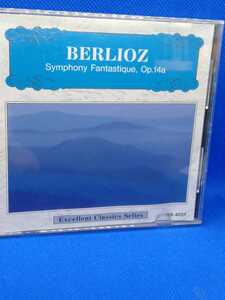 BERLIOZ
Symphony Fantastique, Op.14a
Excellent Classics Series